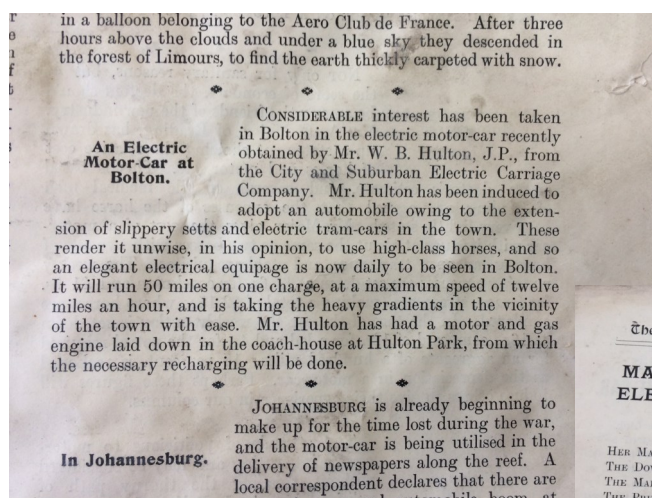 in a balloon belonging to the Aero Club de France. After three
hours above the clouds and under a blue sky they descended in
the forest of Limours, to find the earth thickly carpeted with snow.
An Electric
Motor-Car at
Bolton.
CONSIDERABLE interest has been taken
in Bolton in the electric motor-car recently
obtained by Mr. W. B. Hulton, J.P., from
the City and Suburban Electric Carriage
Company. Mr. Hulton has been induced to
adopt an automobile owing to the exten-
sion of slippery setts and electric tram-cars in the town. These
render it unwise, in his opinion, to use high-class horses, and so
an elegant electrical equipage is now daily to be seen in Bolton.
It will run 50 miles on one charge, at a maximum speed of twelve
miles an hour, and is taking the heavy gradients in the vicinity
of the town with ease. Mr. Hulton has had a motor and gas
engine laid down in the coach-house at Hulton Park, from which
the necessary recharging will be done.
In Johannesburg.
JOHANNESBURG is already beginning to
make up for the time lost during the war,
and the motor-car is being utilised in the
delivery of newspapers along the reef. A
local correspondent declares that there are
The
MA
ELE
HER MA
THE DO
THE MA